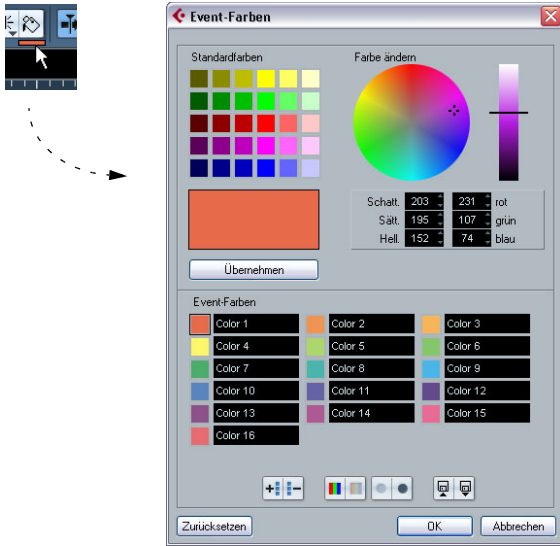 Event-Farben
Standardfarben
Farbe ändern
Schatt. 203 231 rot
Sätt. 195 107 grün
Hell. 152 74 blau
Übernehmen
Event-Farben
Color 1 Color 2 Color 3
Color 4 Color 5 Color 6
Color 7 Color 8 Color 9
Color 10 Color 11 Color 12
Color 13 Color 14 Color 15
Color 16
Zurücksetzen OK Abbrechen